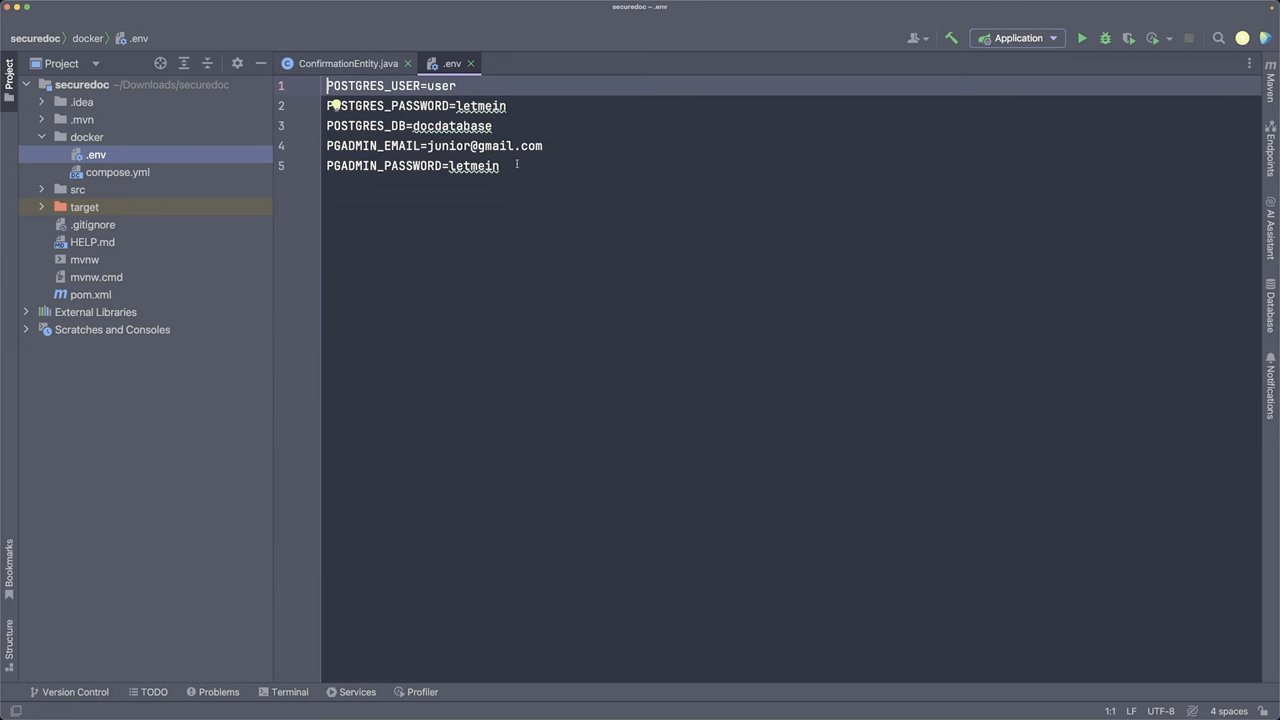 securedoc – .env
securedoc docker .env
Application
Project
ConfirmationEntity.java
.env
Project
securedoc ~/Downloads/securedoc
.idea
.mvn
docker
.env
compose.yml
src
target
.gitignore
HELP.md
mvnw
mvnw.cmd
pom.xml
External Libraries
Scratches and Consoles
1 POSTGRES_USER=user
2 POSTGRES_PASSWORD=letmein
3 POSTGRES_DB=docdatabase
4 PGADMIN_EMAIL=junior@gmail.com
5 PGADMIN_PASSWORD=letmein
Maven
Endpoints
AI Assistant
Database
Notifications
Bookmarks
Structure
Version Control
TODO
Problems
Terminal
Services
Profiler
1:1 LF UTF-8 4 spaces